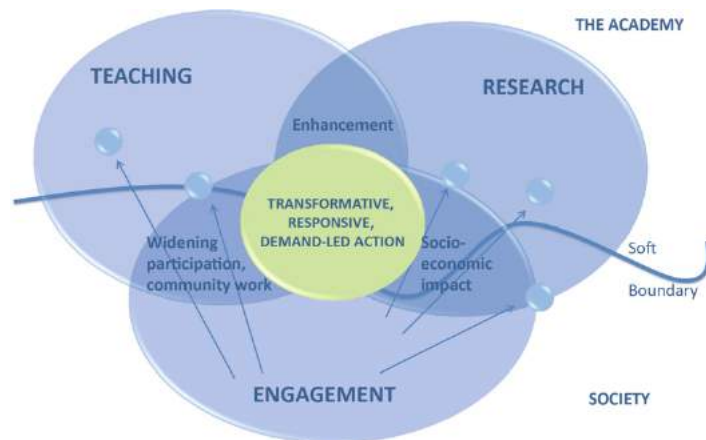 THE ACADEMY
TEACHING
RESEARCH
Enhancement
TRANSFORMATIVE,
RESPONSIVE,
DEMAND-LED ACTION
Widening
participation,
community work
Socio-
economic
impact
Soft
Boundary
ENGAGEMENT
SOCIETY